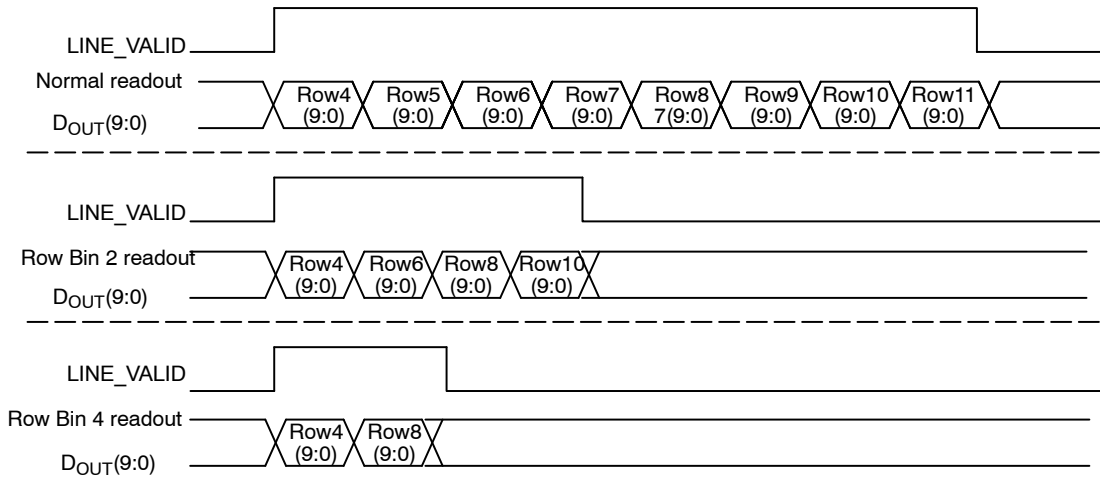 LINE_VALID
Normal readout
Row4 Row5 Row6 Row7 Row8 Row9 Row10 Row11
(9:0) (9:0) (9:0) (9:0) 7(9:0) (9:0) (9:0) (9:0)
DOUT(9:0)
LINE_VALID
Row Bin 2 readout
Row4 Row6 Row8 Row10
(9:0) (9:0) (9:0) (9:0)
DOUT(9:0)
LINE_VALID
Row Bin 4 readout
Row4 Row8
(9:0) (9:0)
DOUT(9:0)